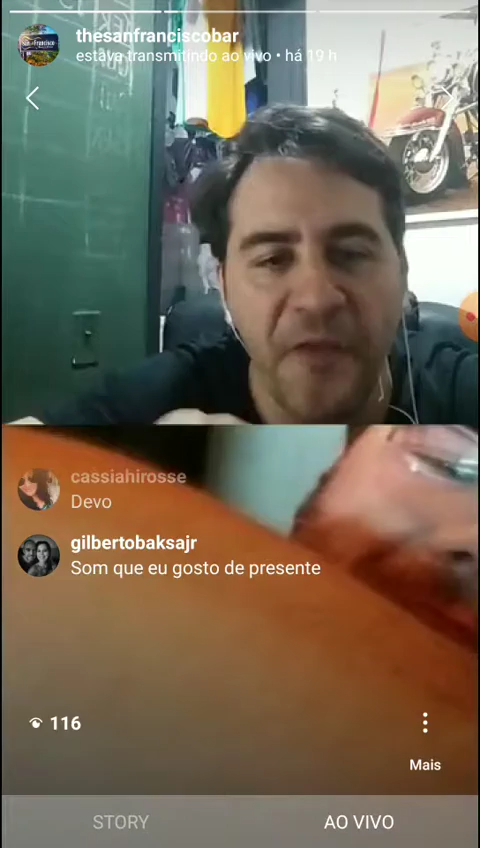 thesanfranciscobar
estava transmitindo ao vivo • há 19 h
cassiahirosse
Devo
gilbertobaksajr
Som que eu gosto de presente
116
Mais
STORY
AO VIVO